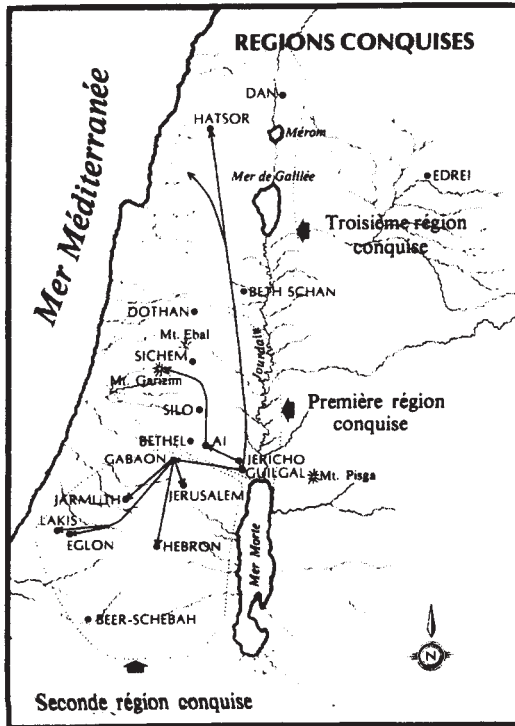 REGIONS CONQUISES
Mer Méditerranée
DAN
HATSOR
Mérom
Mer de Galilée
EDREI
Troisième région
conquise
BETH SCHAN
DOTHAN
Mt. Ebal
SICHEM
Mt. Garizim
Jourdain
SILO
Première région
conquise
BETHEL
AI
GABAON
JERICHO
GUILGAL
Mt. Pisga
JARMUTH
JERUSALEM
LAKIS
EGLON
HEBRON
Mer Morte
BEER-SCHEBAH
N
Seconde région conquise